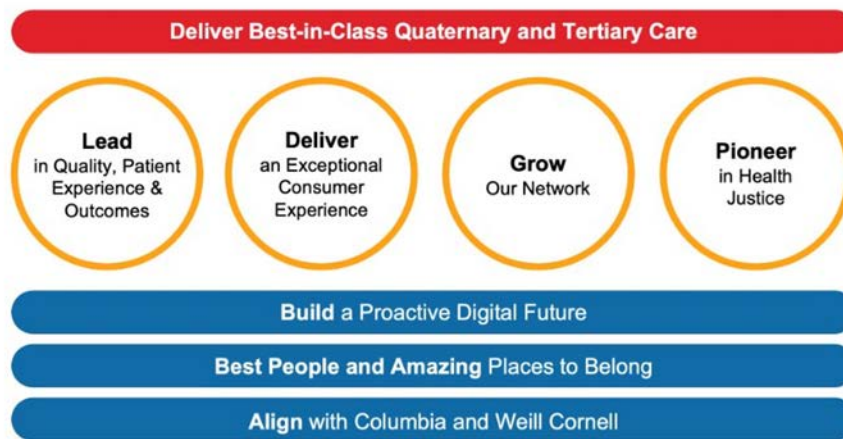 Deliver Best-in-Class Quaternary and Tertiary Care
Lead
in Quality, Patient
Experience &
Outcomes
Deliver
an Exceptional
Consumer
Experience
Grow
Our Network
Pioneer
in Health
Justice
Build a Proactive Digital Future
Best People and Amazing Places to Belong
Align with Columbia and Weill Cornell